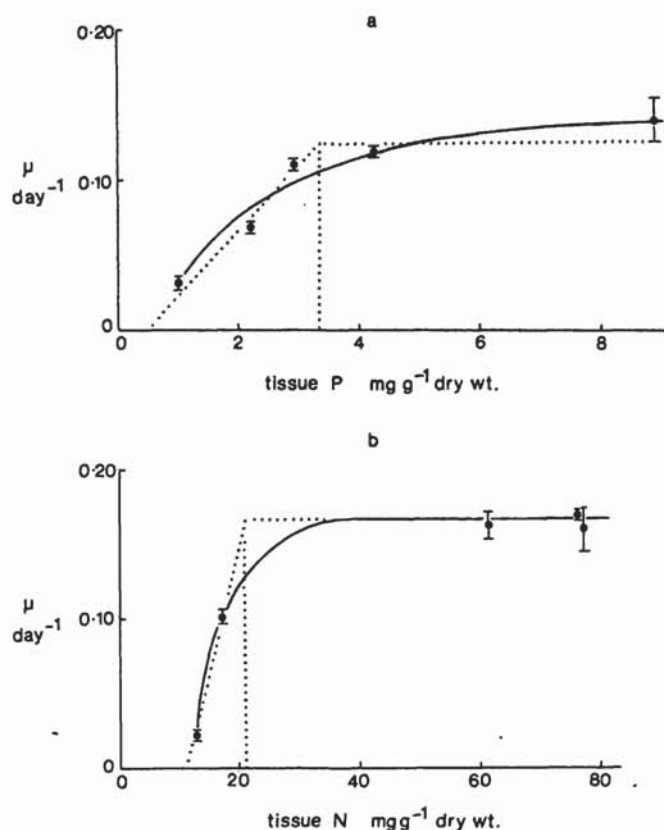 a
0·20
μ
0·10
day⁻¹
0
0 2 4 6 8
tissue P mg g⁻¹ dry wt.
b
0·20
μ
0·10
day⁻¹
0
0 20 40 60 80
tissue N mg g⁻¹ dry wt.